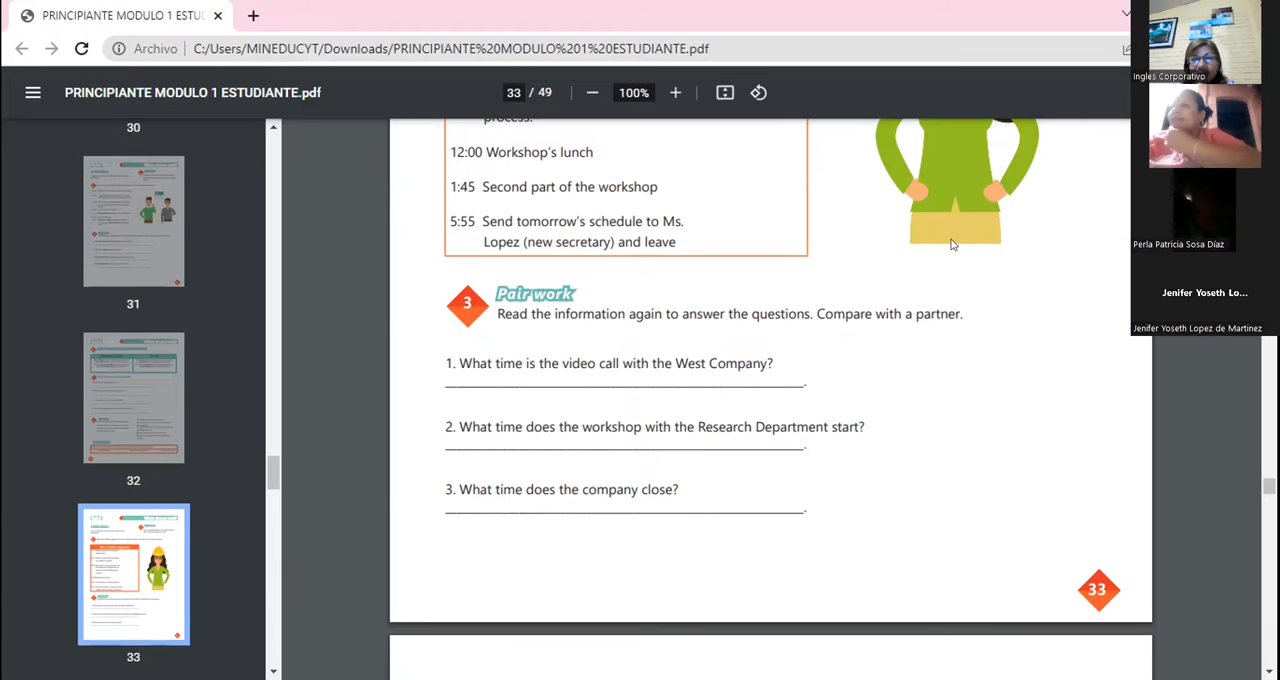 PRINCIPIANTE MODULO 1 ESTU
Archivo
C:/Users/MINEDUCYT/Downloads/PRINCIPIANTE%20MODULO%201%20ESTUDIANTE.pdf
PRINCIPIANTE MODULO 1 ESTUDIANTE.pdf
33 / 49
100%
30
31
32
33
process.
12:00 Workshop's lunch
1:45 Second part of the workshop
5:55 Send tomorrow's schedule to Ms.
Lopez (new secretary) and leave
3
Pair work
Read the information again to answer the questions. Compare with a partner.
1. What time is the video call with the West Company?
2. What time does the workshop with the Research Department start?
3. What time does the company close?
33
Ingles Corporativo
Perla Patricia Sosa Díaz
Jenifer Yoseth Lo...
Jenifer Yoseth Lopez de Martinez